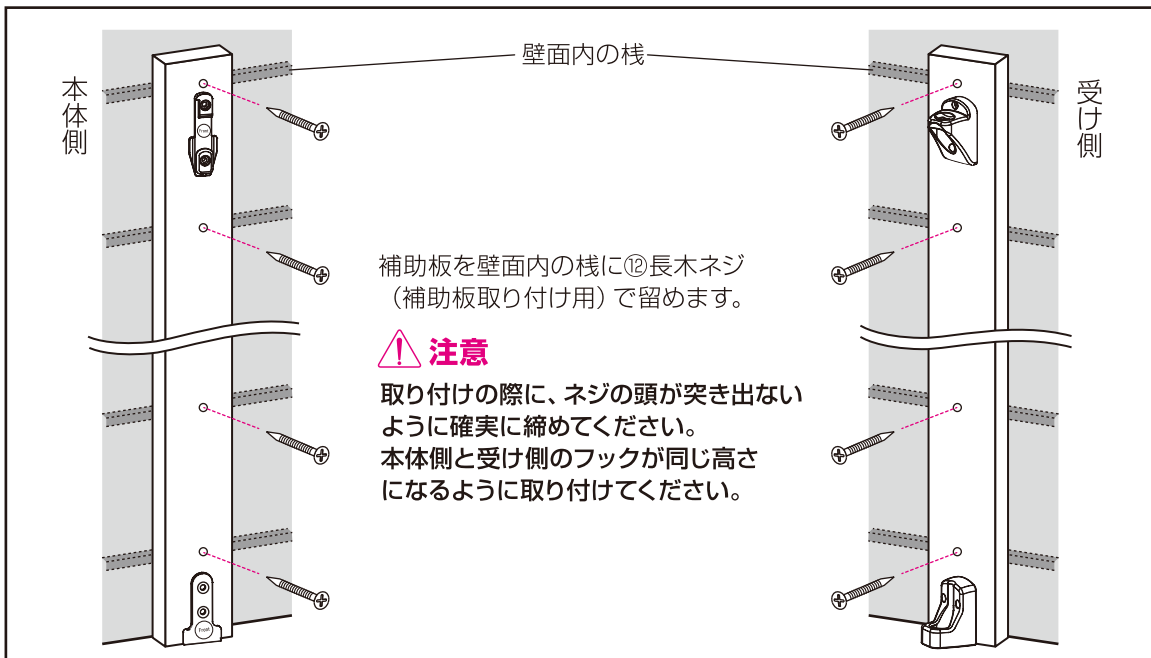 壁面内の桟
本体側
受け側
Front
補助板を壁面内の桟に⑫長木ネジ
（補助板取り付け用）で留めます。
注意
取り付けの際に、ネジの頭が突き出ない
ように確実に締めてください。
本体側と受け側のフックが同じ高さ
になるように取り付けてください。
Front